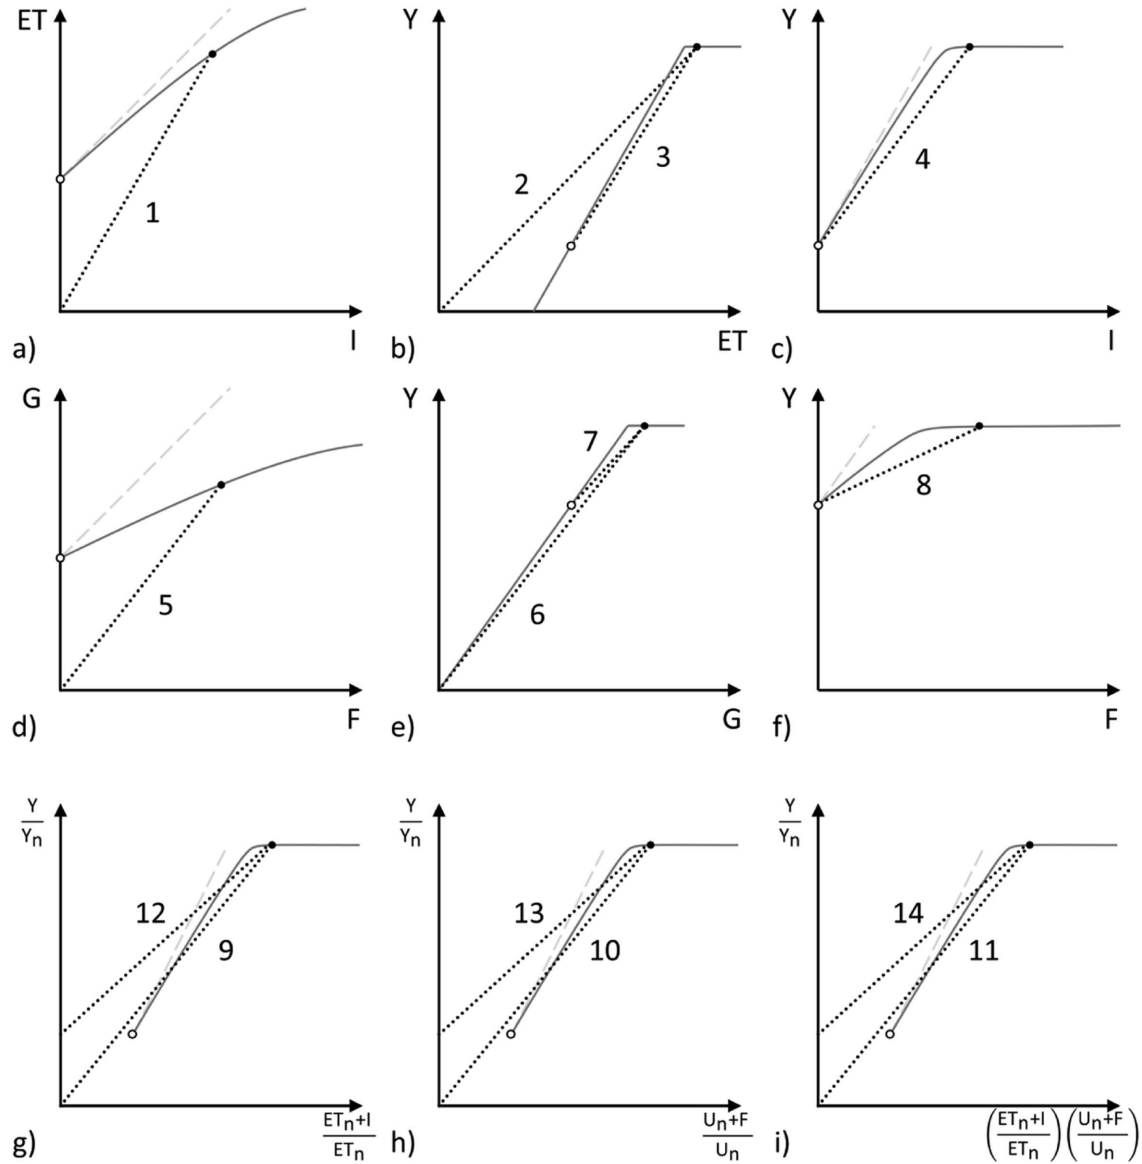 ET
1
I
a)
Y
2
3
ET
b)
Y
4
I
c)
G
5
F
d)
Y
7
6
G
e)
Y
8
F
f)
Y
Yn
12
9
ETn+I
ETn
g)
Y
Yn
13
10
Un+F
Un
h)
Y
Yn
14
11
(ETn+I) (Un+F)
ETn Un
i)